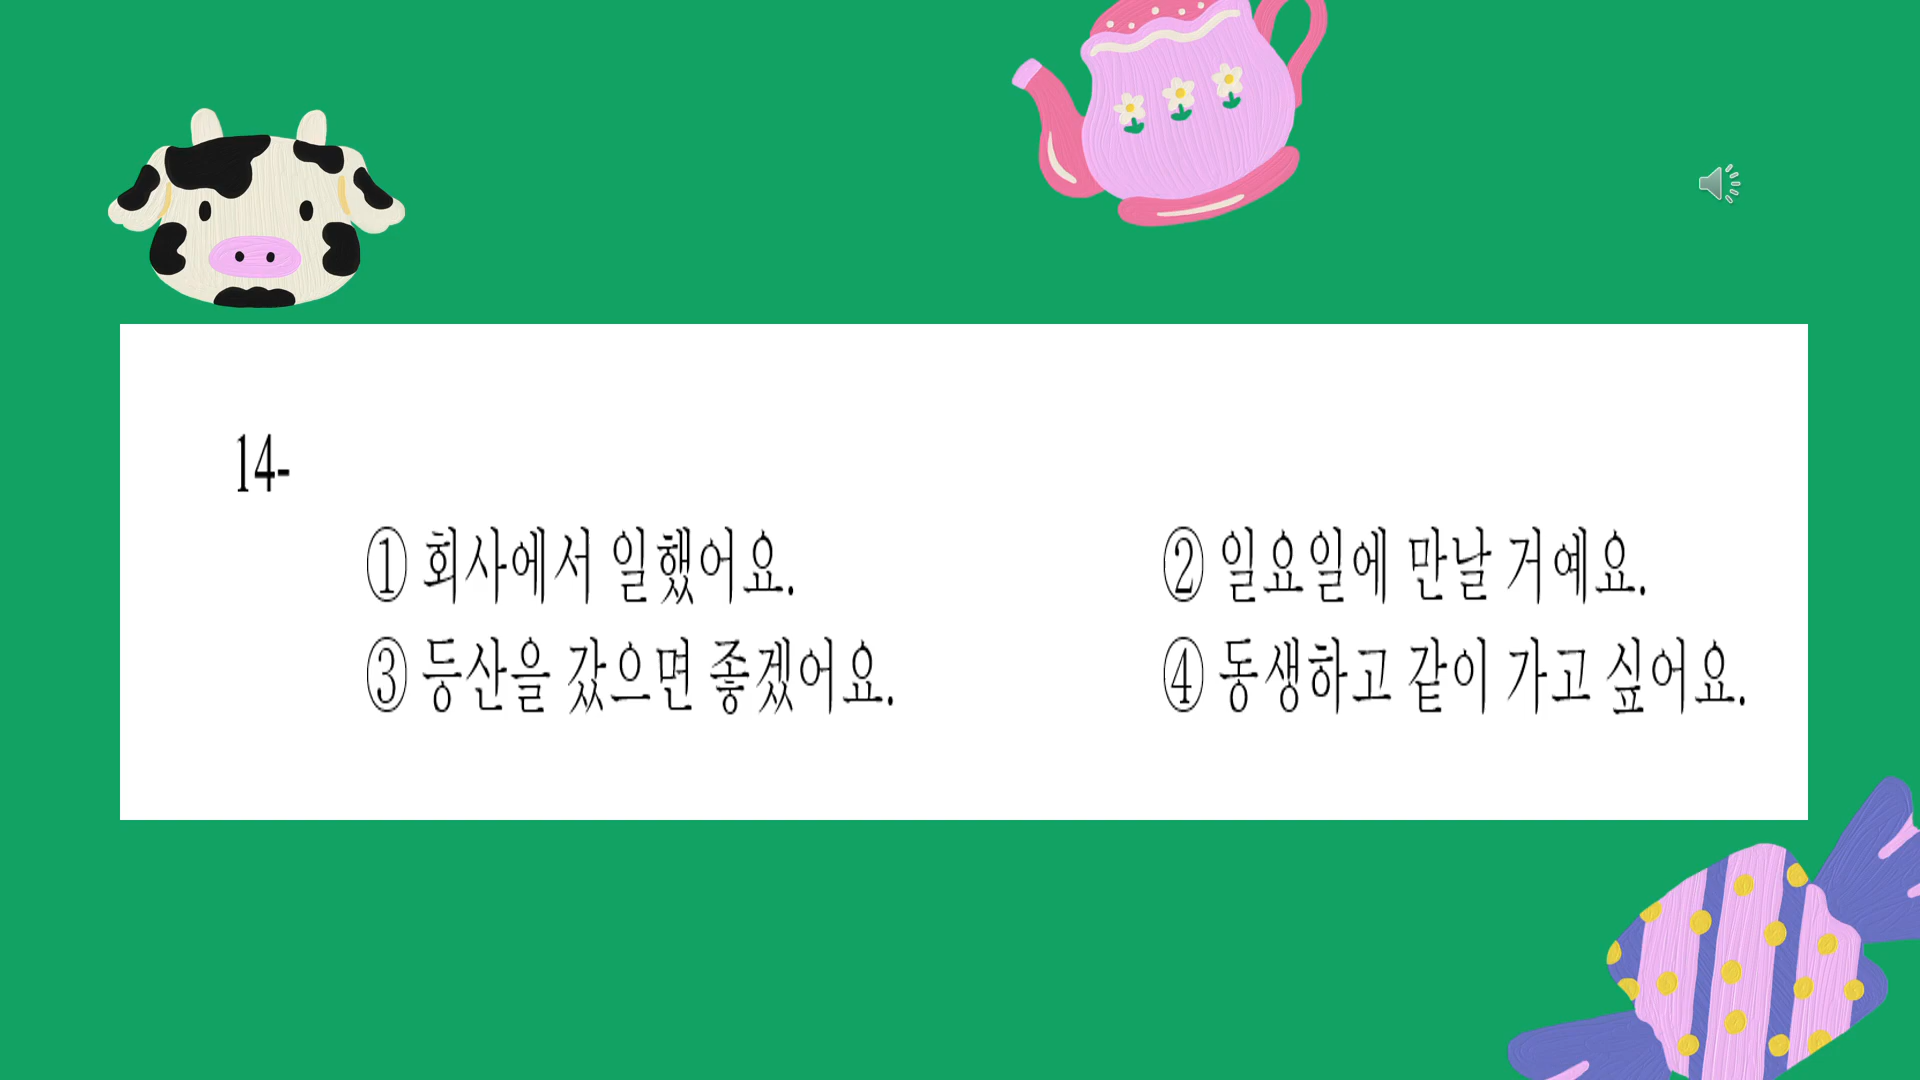 14-
① 회사에서 일했어요. ② 일요일에 만날 거예요.
③ 등산을 갔으면 좋겠어요. ④ 동생하고 같이 가고 싶어요.